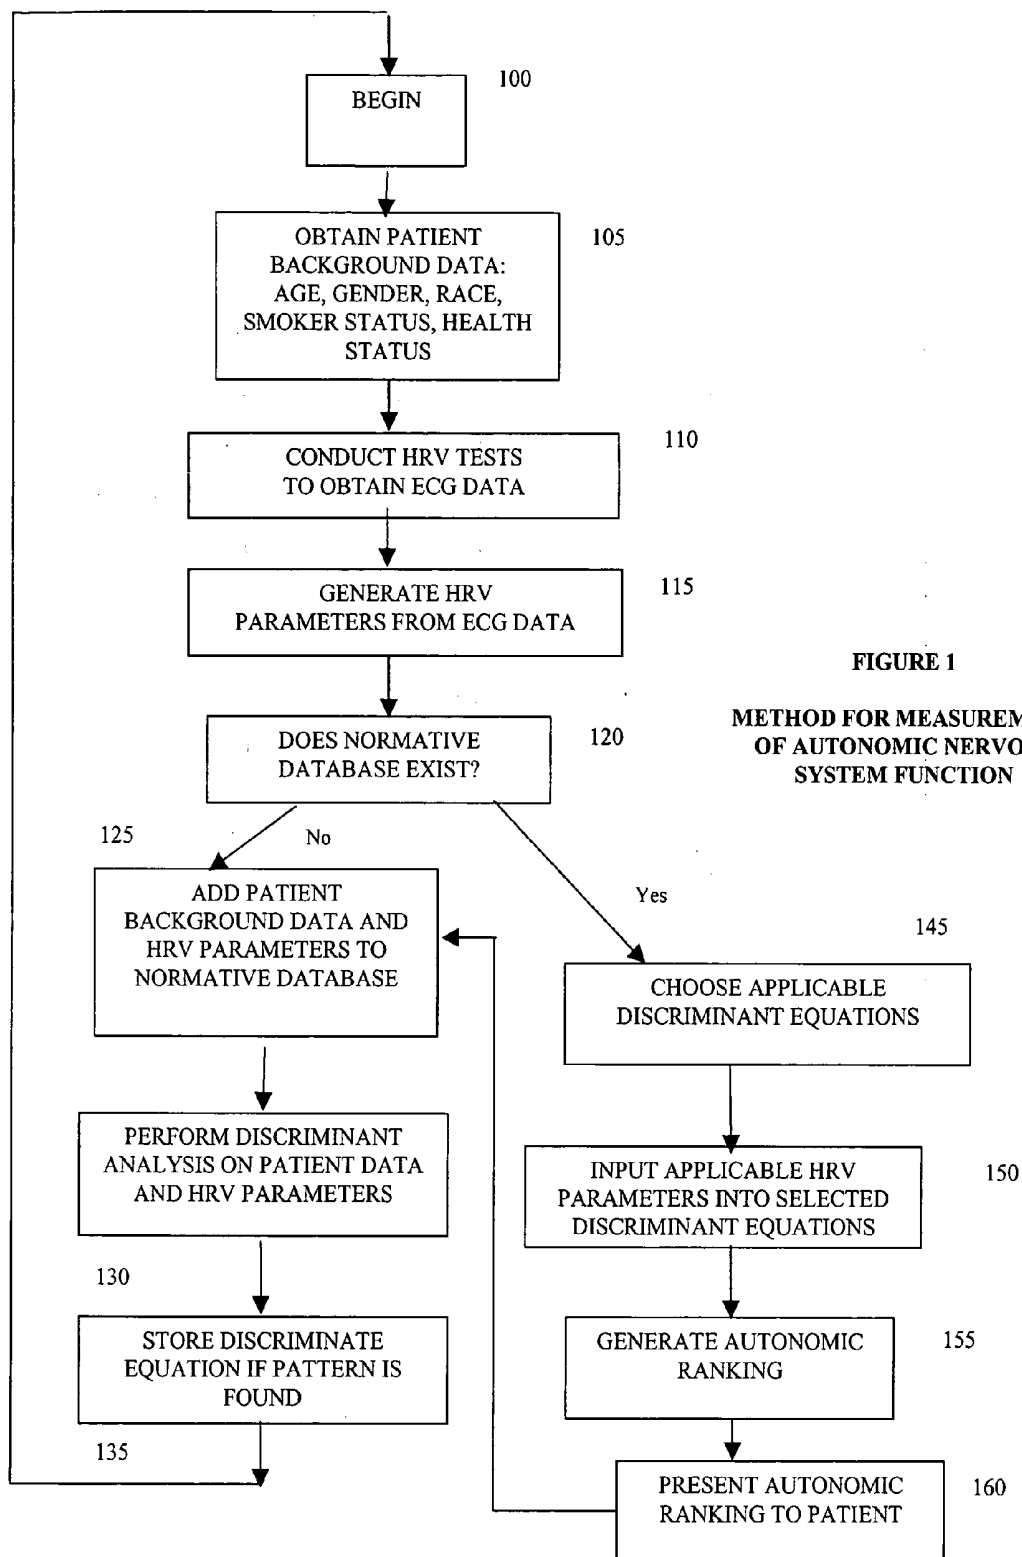 100
BEGIN
OBTAIN PATIENT
BACKGROUND DATA:
AGE, GENDER, RACE,
SMOKER STATUS, HEALTH
STATUS
105
CONDUCT HRV TESTS
TO OBTAIN ECG DATA
110
GENERATE HRV
PARAMETERS FROM ECG DATA
115
FIGURE 1
METHOD FOR MEASUREM
OF AUTONOMIC NERVO
SYSTEM FUNCTION
DOES NORMATIVE
DATABASE EXIST?
120
125
No
Yes
ADD PATIENT
BACKGROUND DATA AND
HRV PARAMETERS TO
NORMATIVE DATABASE
145
CHOOSE APPLICABLE
DISCRIMINANT EQUATIONS
PERFORM DISCRIMINANT
ANALYSIS ON PATIENT DATA
AND HRV PARAMETERS
130
INPUT APPLICABLE HRV
PARAMETERS INTO SELECTED
DISCRIMINANT EQUATIONS
150
STORE DISCRIMINATE
EQUATION IF PATTERN IS
FOUND
135
GENERATE AUTONOMIC
RANKING
155
PRESENT AUTONOMIC
RANKING TO PATIENT
160